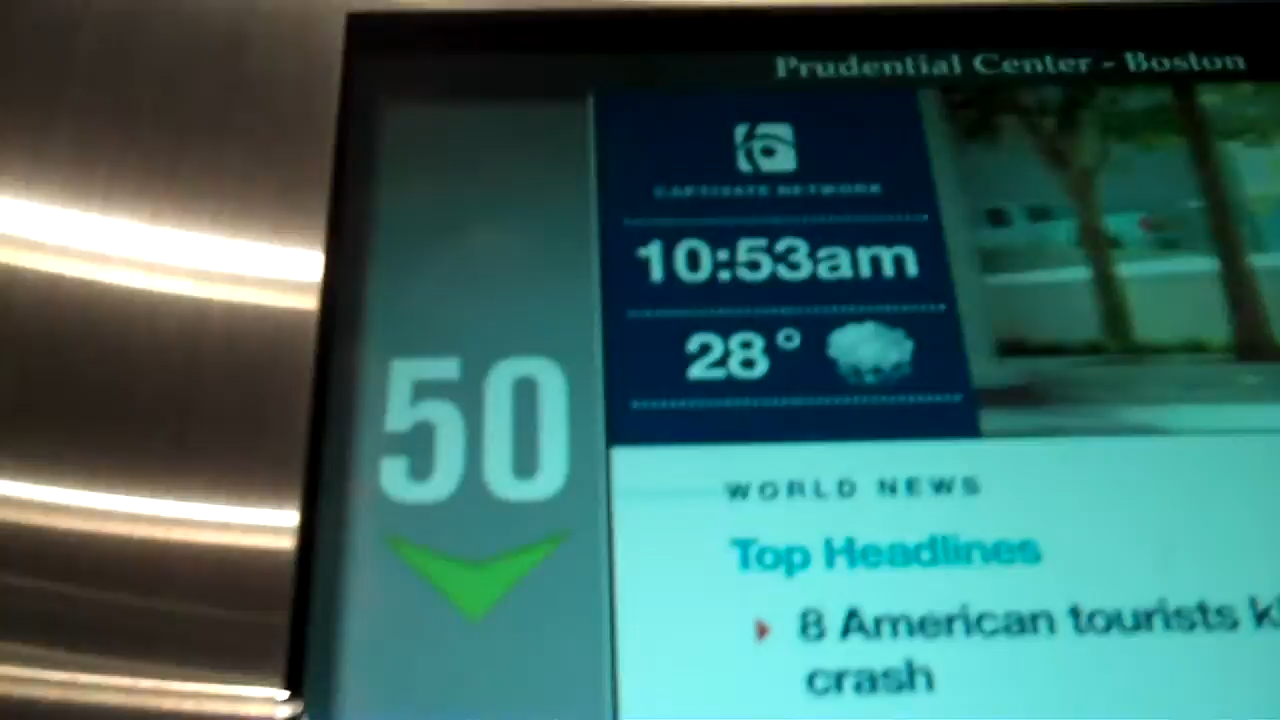 Prudential Center - Boston
CAPTIVATE NETWORK
10:53am
28°
50
WORLD NEWS
Top Headlines
8 American tourists
crash